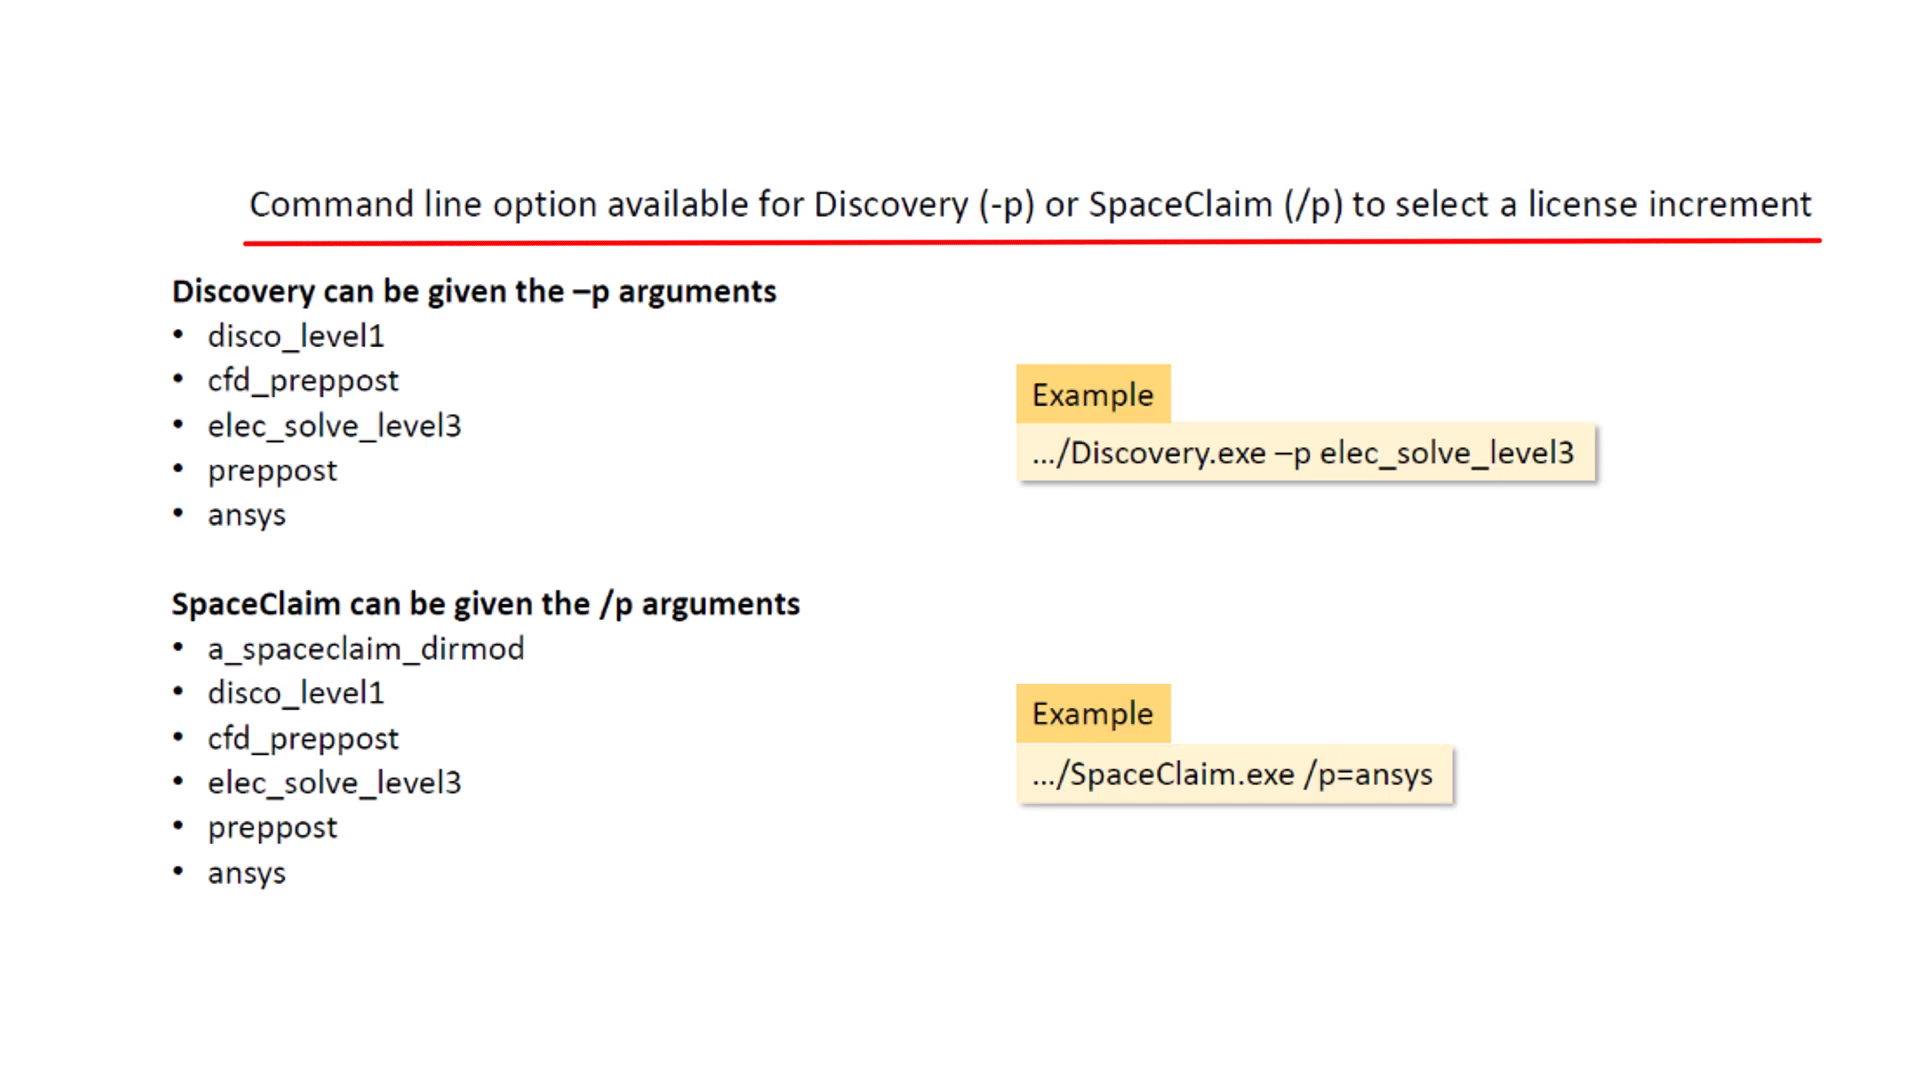 Command line option available for Discovery (-p) or SpaceClaim (/p) to select a license increment
Discovery can be given the –p arguments
• disco_level1
• cfd_preppost
• elec_solve_level3
• preppost
• ansys
Example
.../Discovery.exe –p elec_solve_level3
SpaceClaim can be given the /p arguments
• a_spaceclaim_dirmod
• disco_level1
• cfd_preppost
• elec_solve_level3
• preppost
• ansys
Example
.../SpaceClaim.exe /p=ansys